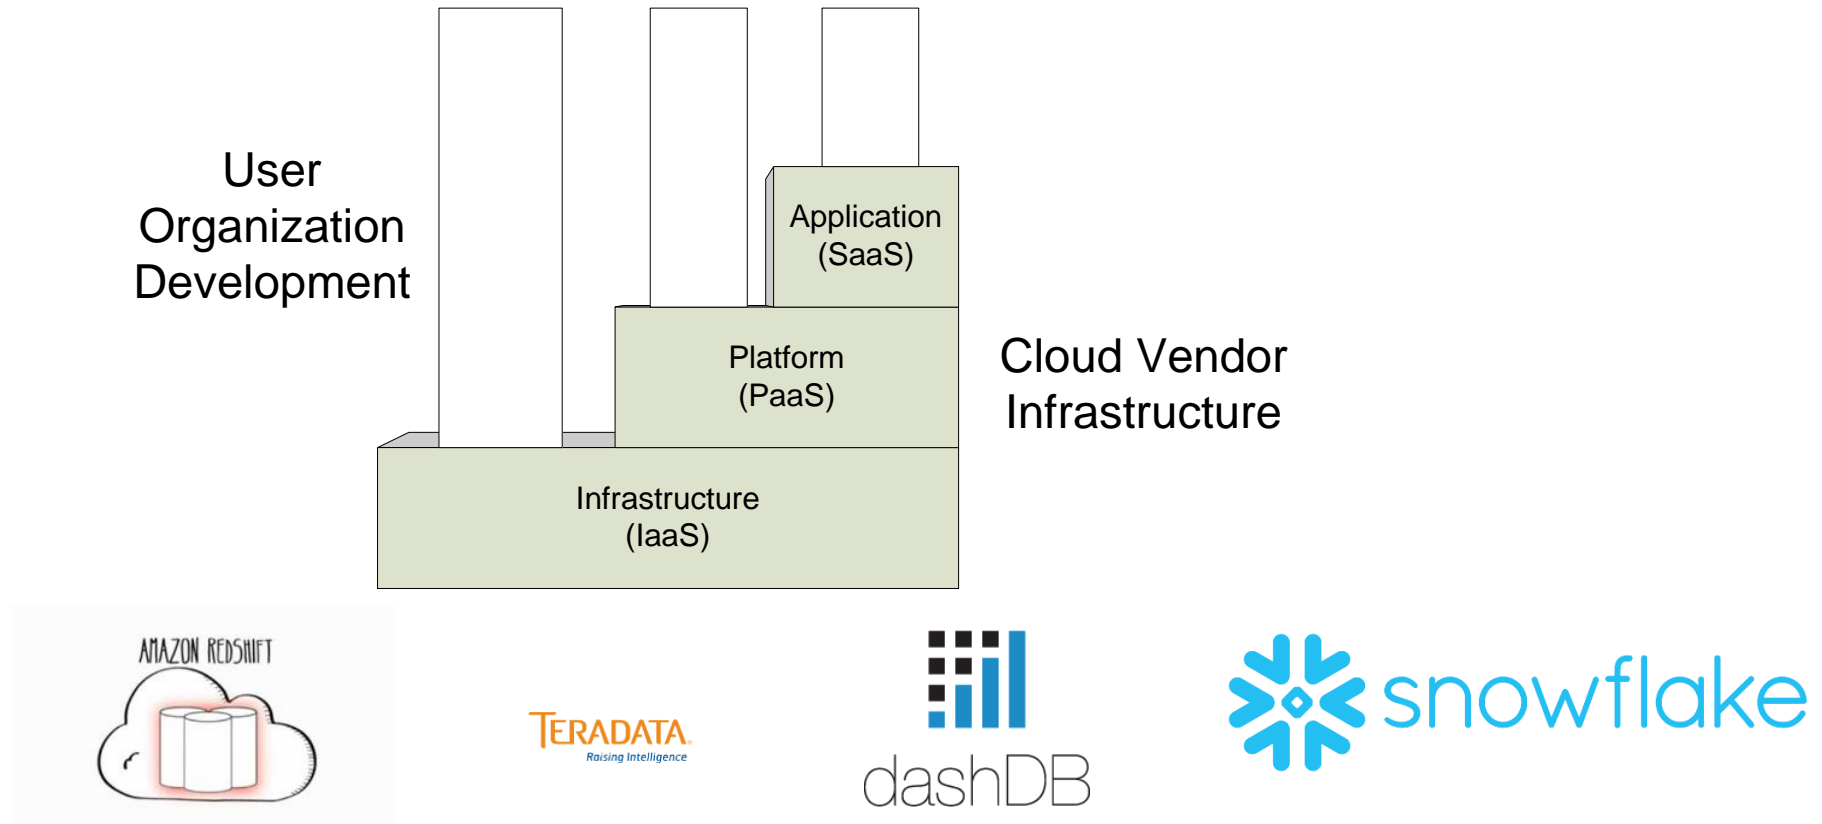 User
Organization
Development
Application
(SaaS)
Platform
(PaaS)
Cloud Vendor
Infrastructure
Infrastructure
(IaaS)
AMAZON REDSHIFT
TERADATA®
Raising Intelligence
dashDB
snowflake